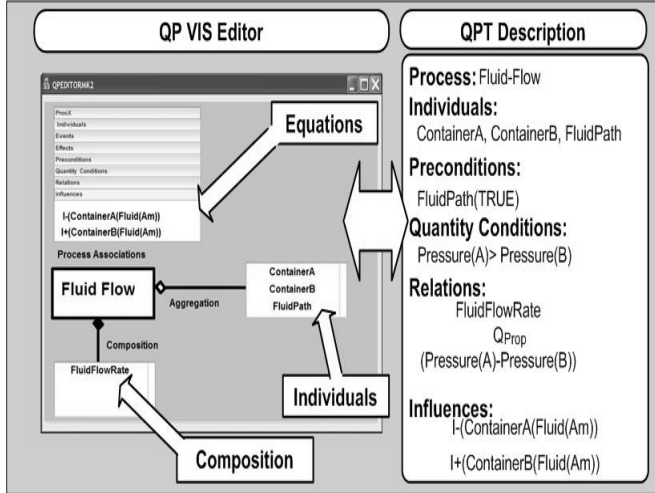 QP VIS Editor
QPEDITORMK2
ProcX
Individuals
Events
Effects
Preconditions
Quantity Conditions
Relations
Influences
I-(ContainerA(Fluid(Am))
I+(ContainerB(Fluid(Am))
Process Associations
Fluid Flow
Aggregation
ContainerA
ContainerB
FluidPath
Composition
FluidFlowRate
Equations
Individuals
Composition
QPT Description
Process: Fluid-Flow
Individuals:
ContainerA, ContainerB, FluidPath
Preconditions:
FluidPath(TRUE)
Quantity Conditions:
Pressure(A)> Pressure(B)
Relations:
FluidFlowRate
QProp
(Pressure(A)-Pressure(B))
Influences:
I-(ContainerA(Fluid(Am))
I+(ContainerB(Fluid(Am))